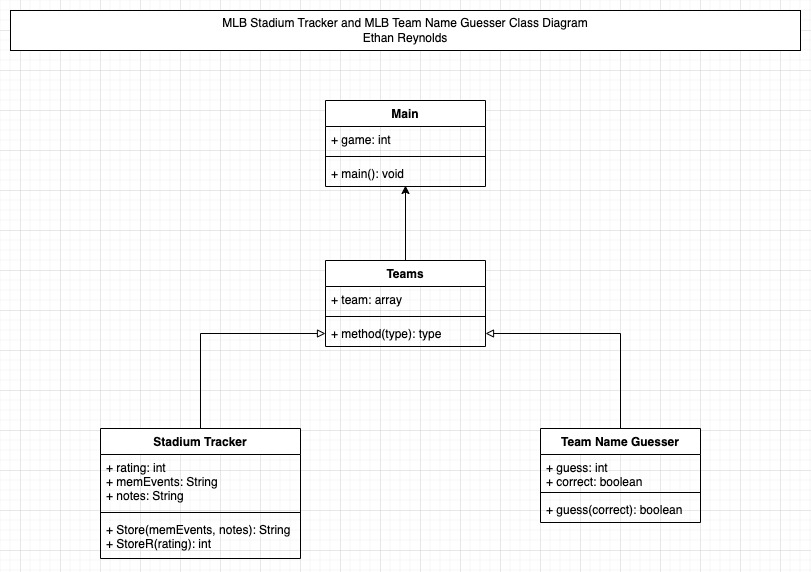 MLB Stadium Tracker and MLB Team Name Guesser Class Diagram
Ethan Reynolds
Main
+ game: int
+ main(): void
Teams
+ team: array
+ method(type): type
Stadium Tracker
+ rating: int
+ memEvents: String
+ notes: String
+ Store(memEvents, notes): String
+ StoreR(rating): int
Team Name Guesser
+ guess: int
+ correct: boolean
+ guess(correct): boolean